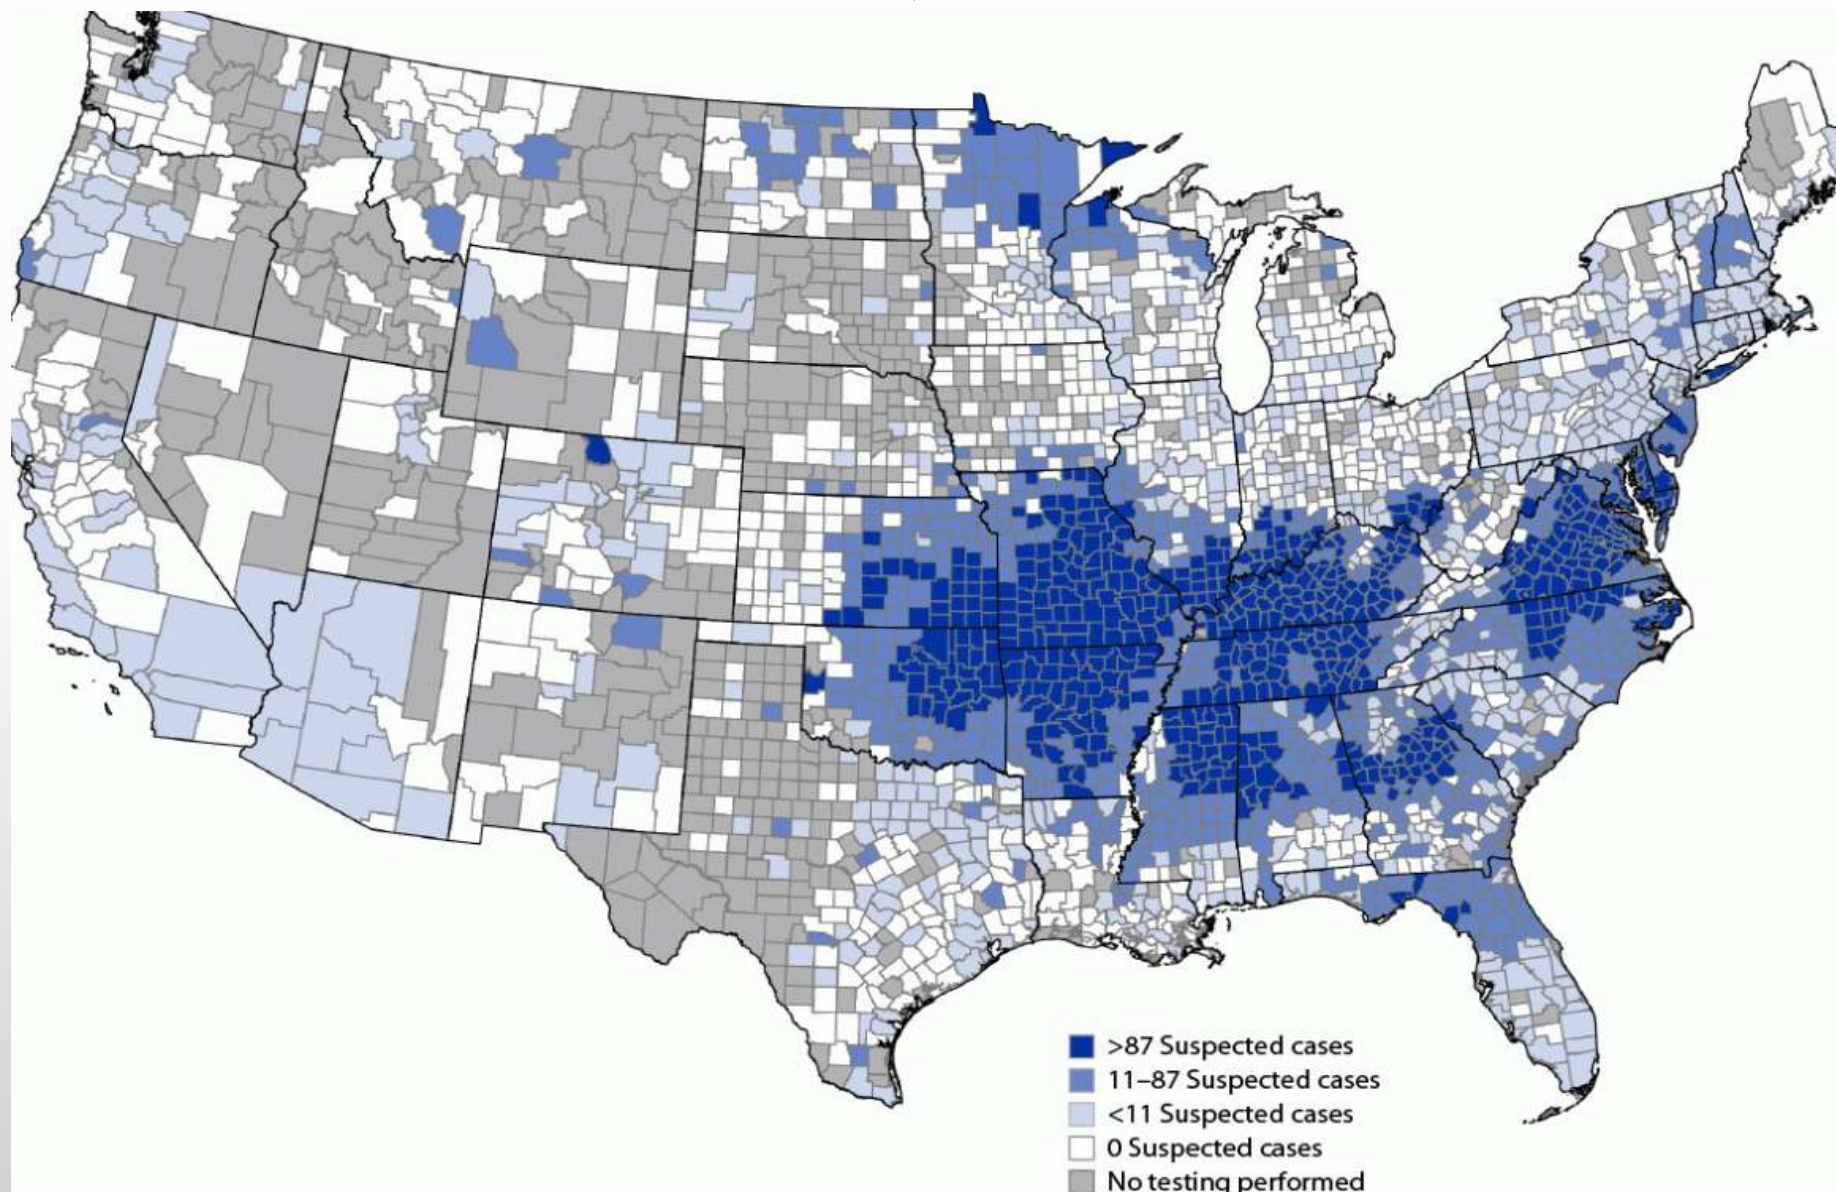 >87 Suspected cases
11–87 Suspected cases
<11 Suspected cases
0 Suspected cases
No testing performed